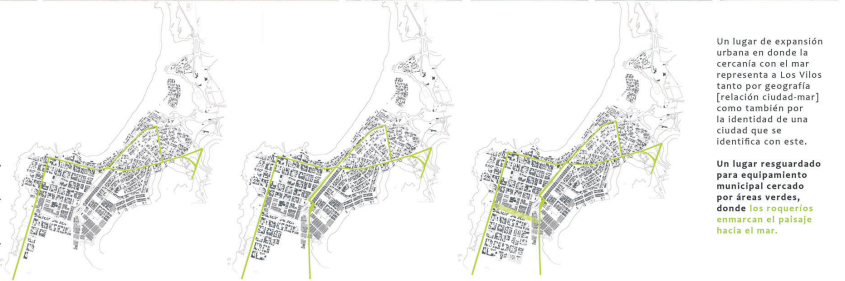 Un lugar de expansión
urbana en donde la
cercanía con el mar
representa a Los Vilos
tanto por geografía
[relación ciudad-mar]
como también por
la identidad de una
ciudad que se
identifica con este.
Un lugar resguardado
para equipamiento
municipal cercado
por áreas verdes,
donde los roqueríos
enmarcan el paisaje
hacia el mar.